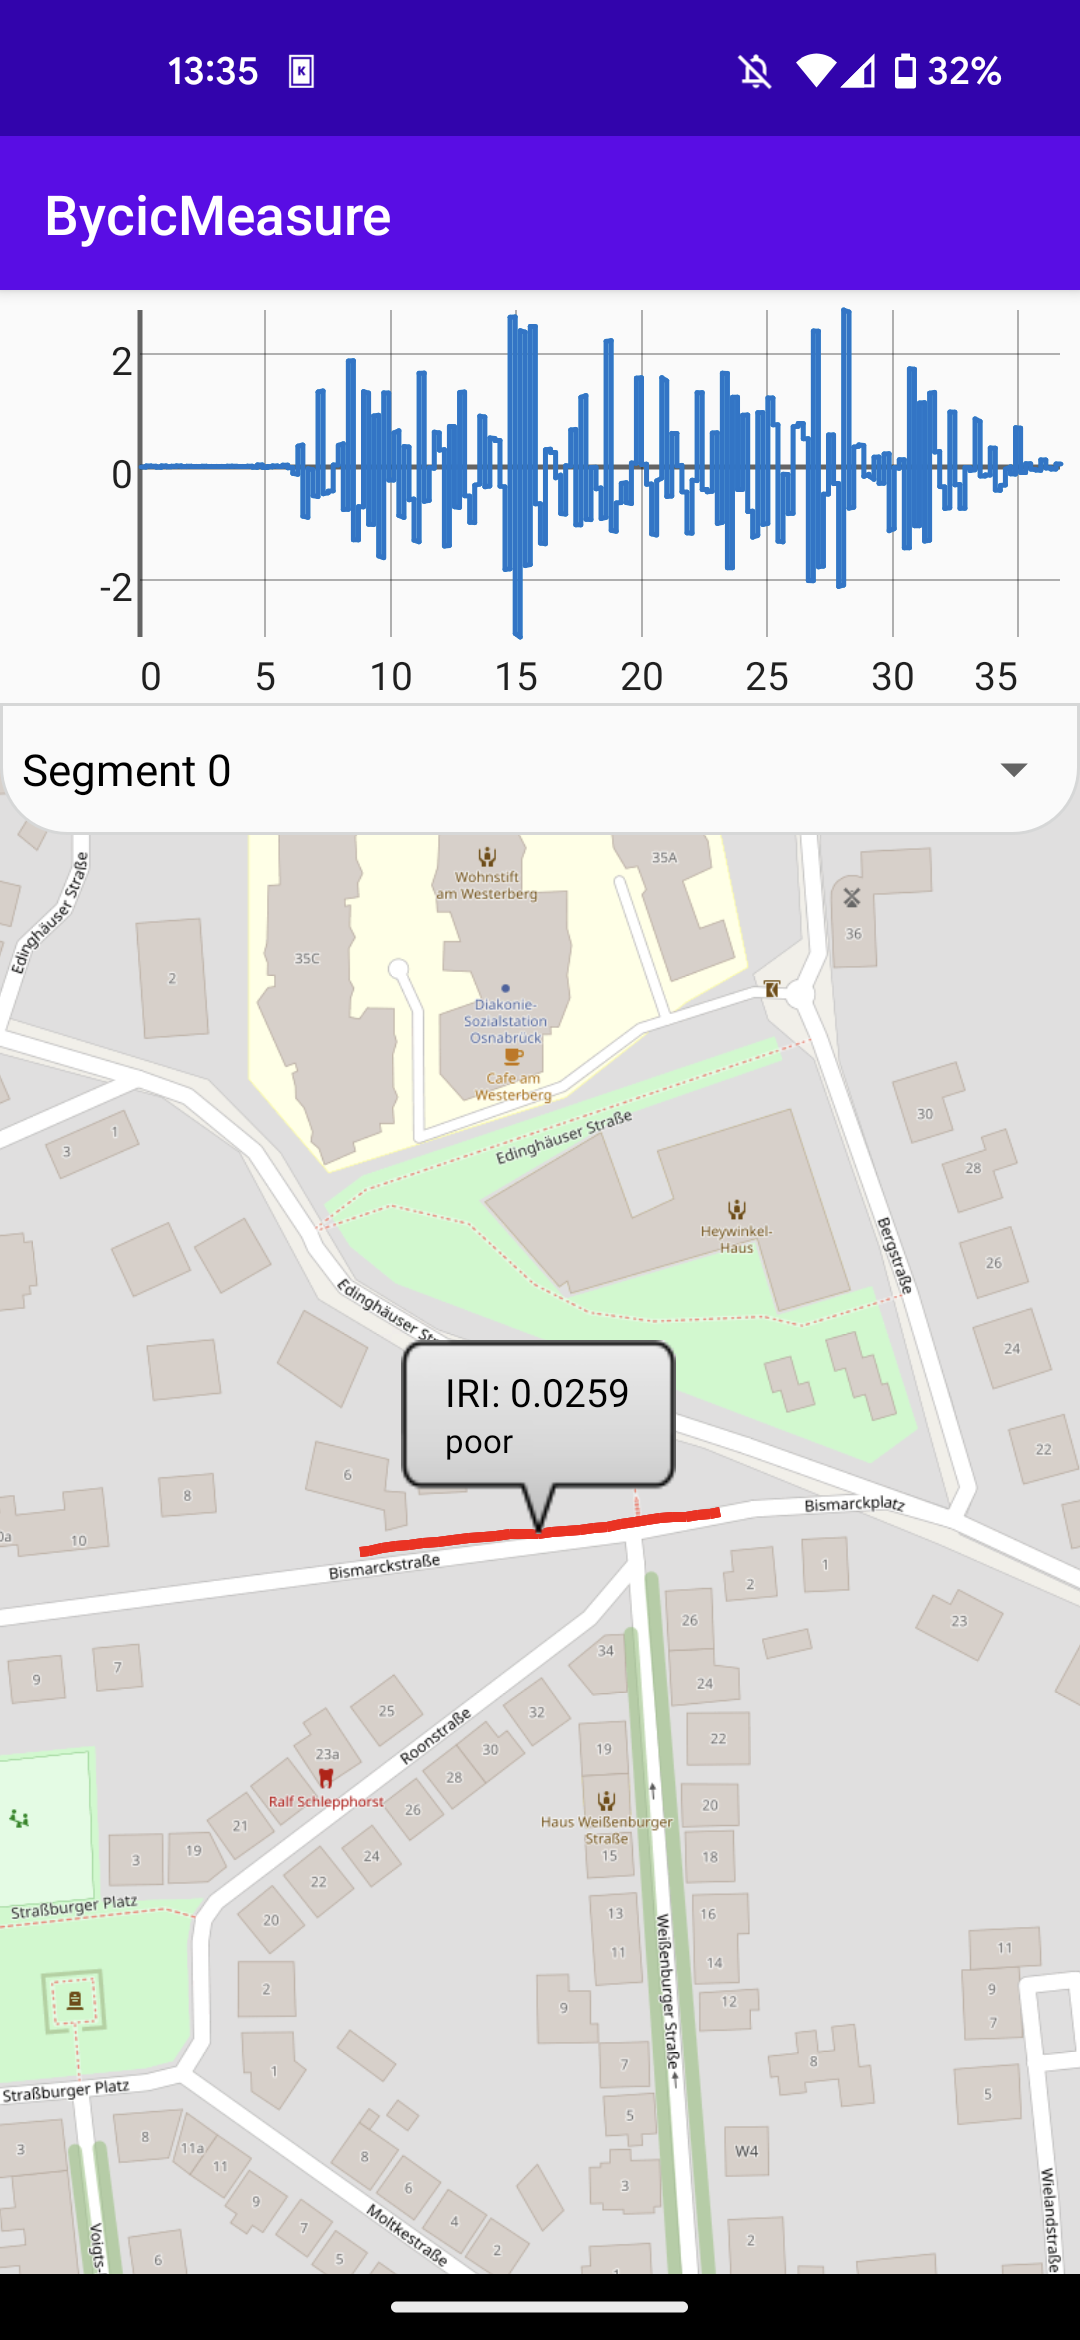 13:35
32%
BycicMeasure
2
0
-2
0 5 10 15 20 25 30 35
Segment 0
Edinghäuser Straße
Wohnstift
am Westerberg
35A
36
35C
2
Diakonie-
Sozialstation
Osnabrück
Cafe am
Westerberg
30
3
1
Edinghäuser Straße
28
Heywinkel-
Haus
Bergstraße
26
Edinghäuser
24
IRI: 0.0259
poor
22
6
8
10
Bismarckplatz
Bismarckstraße
1
2
26
23
34
9
7
24
25
32
Roonstraße
22
19
30
23a
28
Ralf Schlepphorst
26
20
Haus Weißenburger
Straße
21
15
18
3
19
24
22
Straßburger Platz
20
13
16
11
14
Weißenburger Straße
11
9
7
2
9
12
1
7
8
5
Straßburger Platz
5
3
8
11a
11
W4
8
6
3
9
Moltkestraße
4
7
2
5
6
2
Voigts-
Wielandstraße